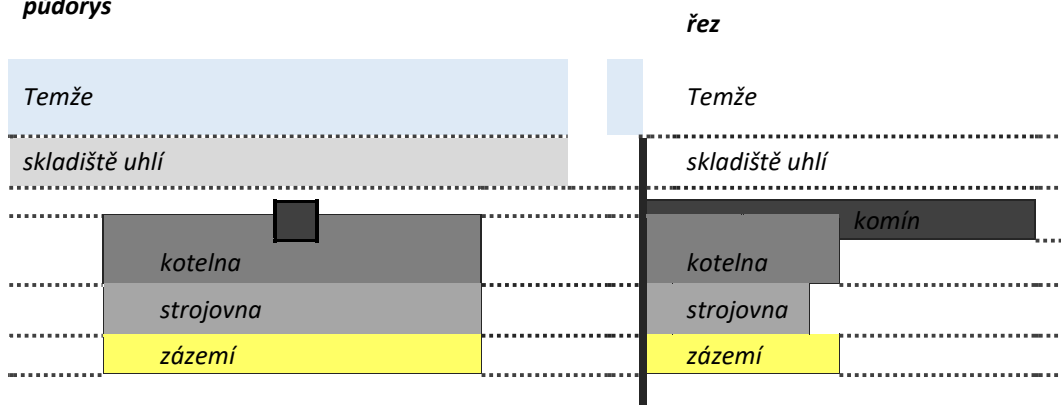 půdorys
řez
Temže
Temže
skladiště uhlí
skladiště uhlí
komín
kotelna
kotelna
strojovna
strojovna
zázemí
zázemí